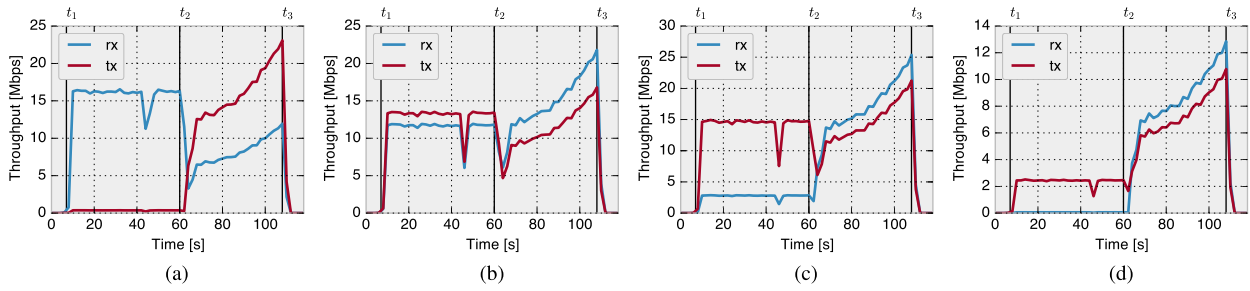 t1 t2 t3
25
20
15
10
5
0
Throughput [Mbps]
rx
tx
0 20 40 60 80 100
Time [s]
(a)
t1 t2 t3
25
20
15
10
5
0
Throughput [Mbps]
rx
tx
0 20 40 60 80 100
Time [s]
(b)
t1 t2 t3
30
25
20
15
10
5
0
Throughput [Mbps]
rx
tx
0 20 40 60 80 100
Time [s]
(c)
t1 t2 t3
14
12
10
8
6
4
2
0
Throughput [Mbps]
rx
tx
0 20 40 60 80 100
Time [s]
(d)